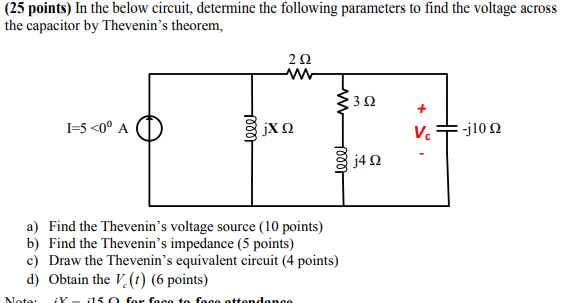 (25 points) In the below circuit, determine the following parameters to find the voltage across
the capacitor by Thevenin's theorem,
2 Ω
3 Ω
+
I=5 <0⁰ A
jX Ω
Vc
-j10 Ω
-
j4 Ω
a) Find the Thevenin's voltage source (10 points)
b) Find the Thevenin's impedance (5 points)
c) Draw the Thevenin's equivalent circuit (4 points)
d) Obtain the Vc(t) (6 points)
Note: jX = j15 Ω for face to face attendance